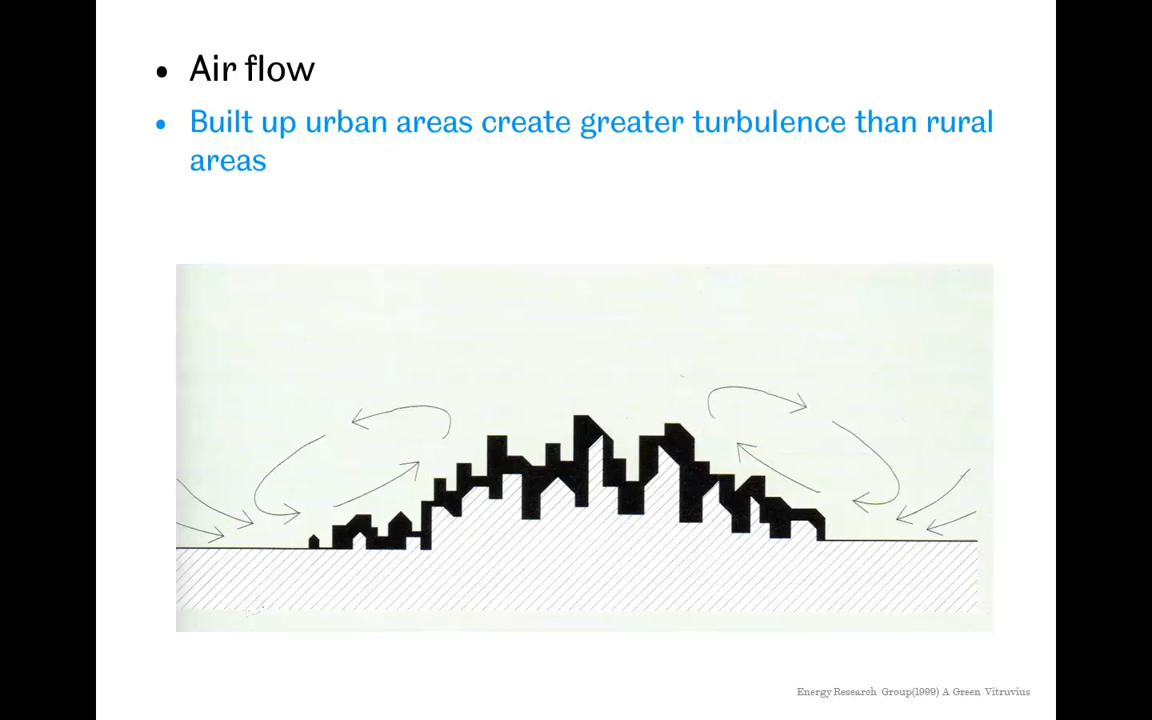 • Air flow
• Built up urban areas create greater turbulence than rural
areas
Energy Research Group(1999) A Green Vitruvius